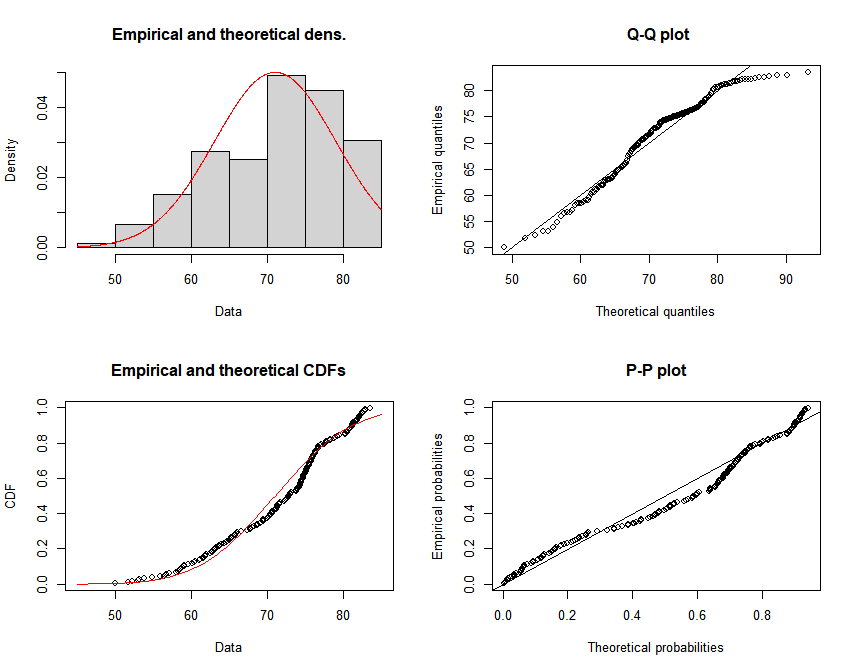 Empirical and theoretical dens.
Density
0.00 0.02 0.04
50 60 70 80
Data
Q-Q plot
Empirical quantiles
50 55 60 65 70 75 80
50 60 70 80 90
Theoretical quantiles
Empirical and theoretical CDFs
CDF
0.0 0.2 0.4 0.6 0.8 1.0
50 60 70 80
Data
P-P plot
Empirical probabilities
0.0 0.2 0.4 0.6 0.8 1.0
0.0 0.2 0.4 0.6 0.8
Theoretical probabilities